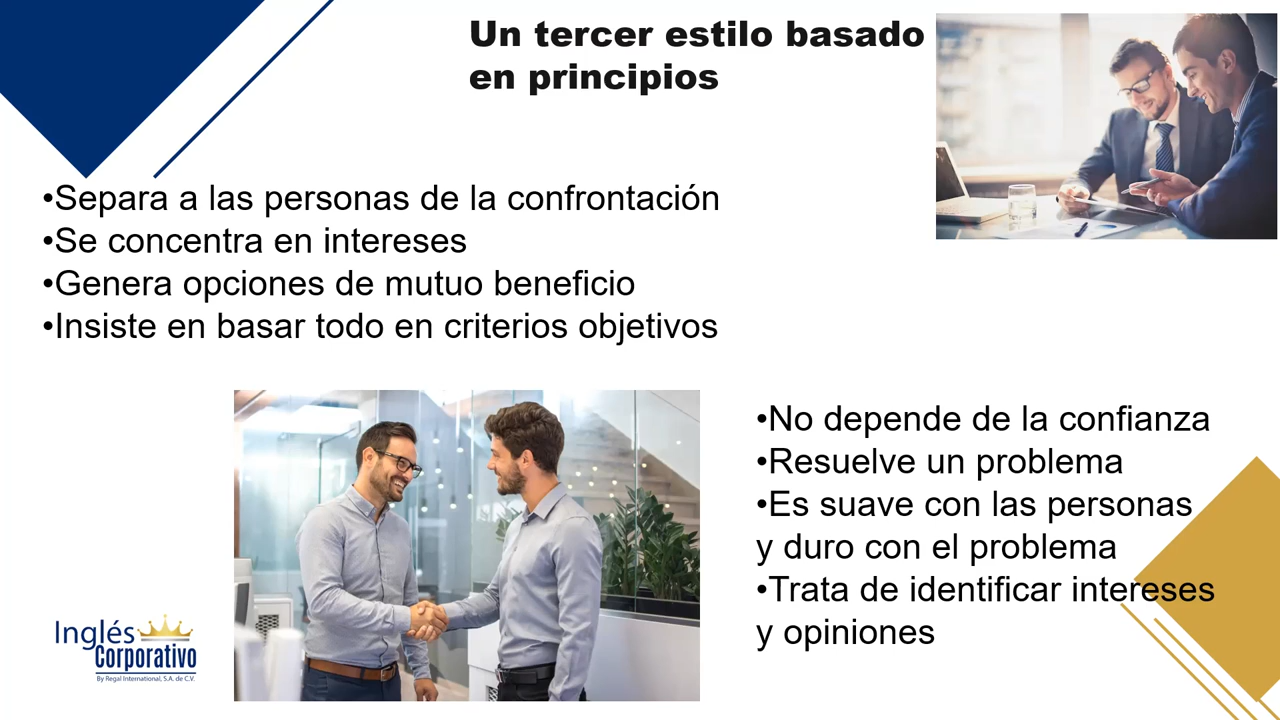 Un tercer estilo basado
en principios
•Separa a las personas de la confrontación
•Se concentra en intereses
•Genera opciones de mutuo beneficio
•Insiste en basar todo en criterios objetivos
•No depende de la confianza
•Resuelve un problema
•Es suave con las personas
y duro con el problema
•Trata de identificar intereses
y opiniones
Inglés
Corporativo
By Regal International, S.A. de C.V.